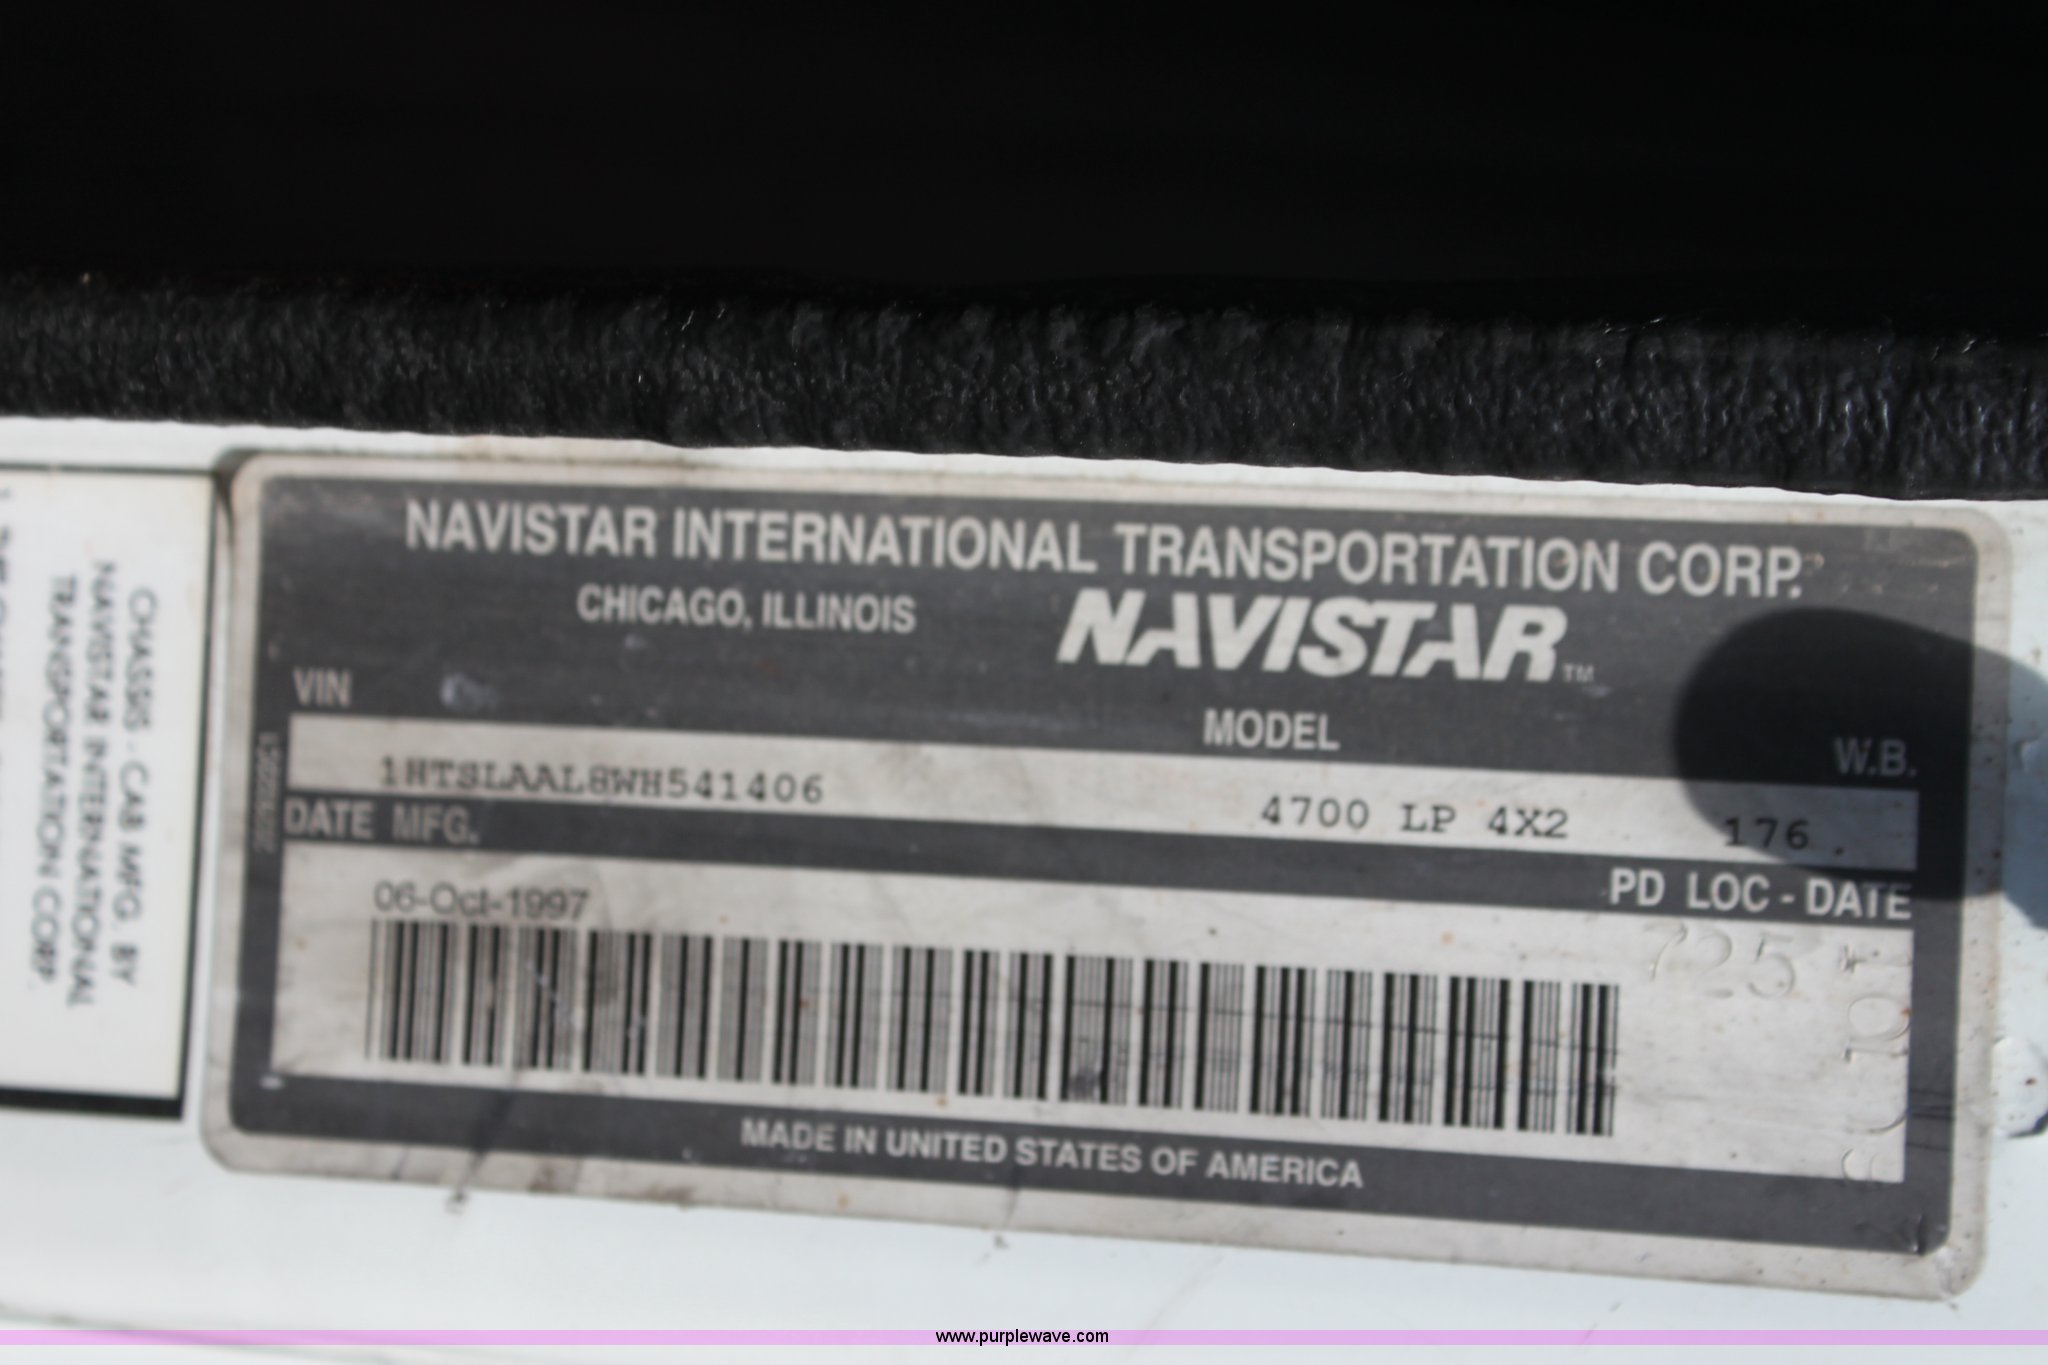 NAVISTAR INTERNATIONAL TRANSPORTATION CORP.
CHICAGO, ILLINOIS
NAVISTAR TM
VIN
MODEL
W.B.
1HTSLAAL8WH541406
4700 LP 4X2
176 .
DATE MFG.
PD LOC - DATE
06-Oct-1997
725
MADE IN UNITED STATES OF AMERICA
CHASSIS - CAB MFG. BY
NAVISTAR INTERNATIONAL
TRANSPORTATION CORP.
www.purplewave.com